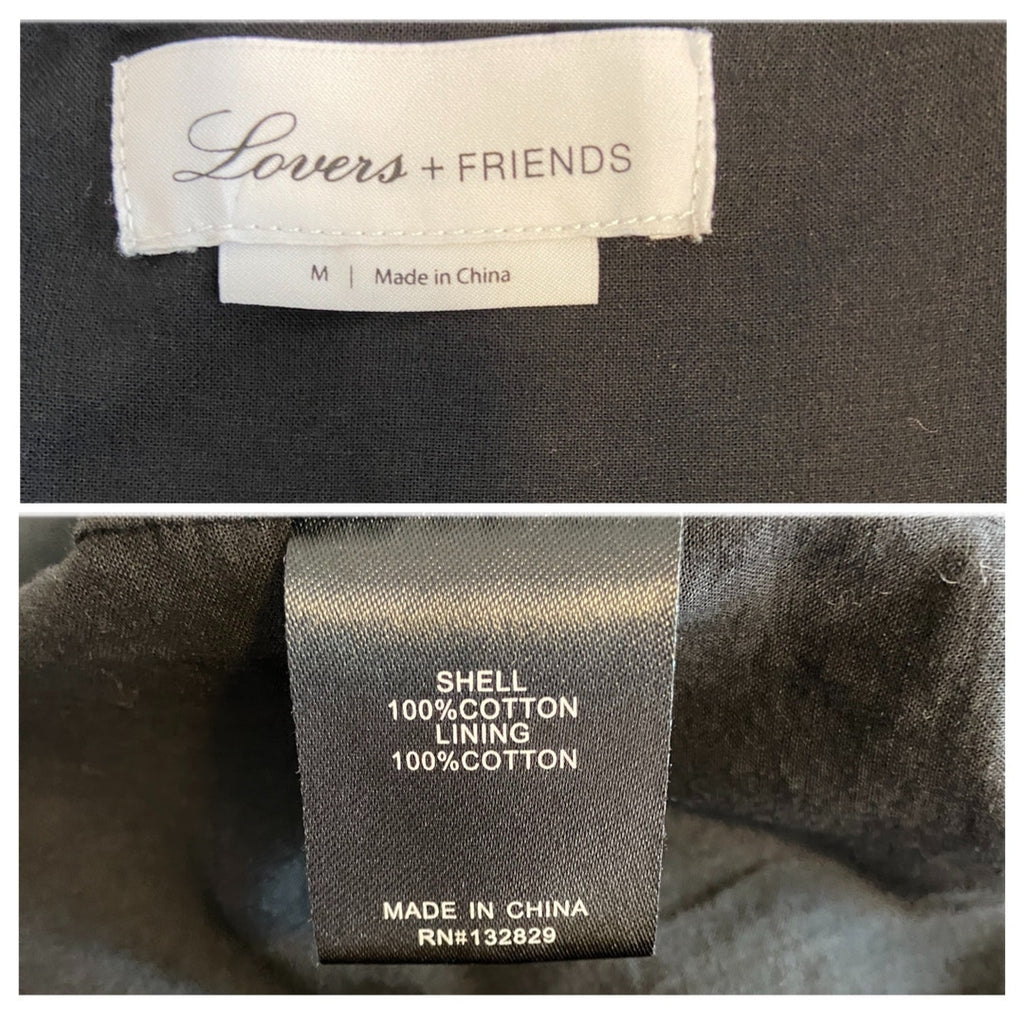 Lovers + FRIENDS
M | Made in China
SHELL
100%COTTON
LINING
100%COTTON
MADE IN CHINA
RN#132829